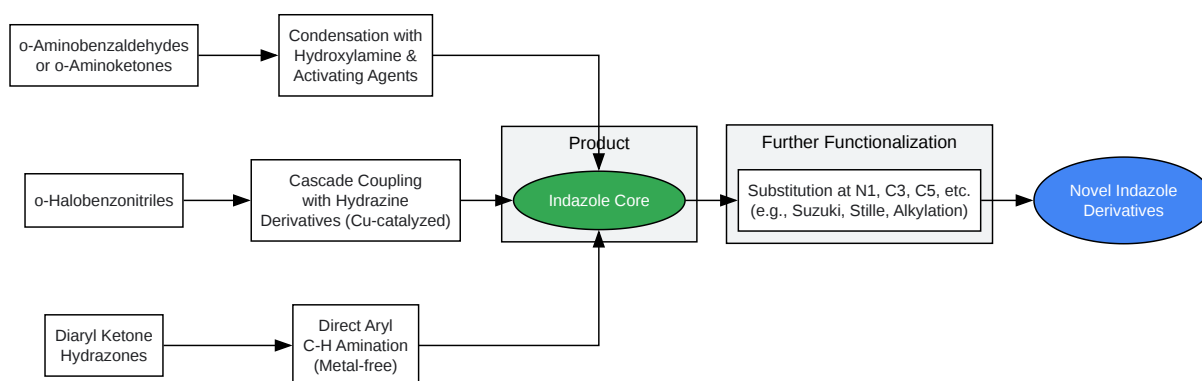 o-Aminobenzaldehydes
or o-Aminoketones
Condensation with
Hydroxylamine &
Activating Agents
o-Halobenzonitriles
Cascade Coupling
with Hydrazine
Derivatives (Cu-catalyzed)
Diaryl Ketone
Hydrazones
Direct Aryl
C-H Amination
(Metal-free)
Product
Indazole Core
Further Functionalization
Substitution at N1, C3, C5, etc.
(e.g., Suzuki, Stille, Alkylation)
Novel Indazole
Derivatives